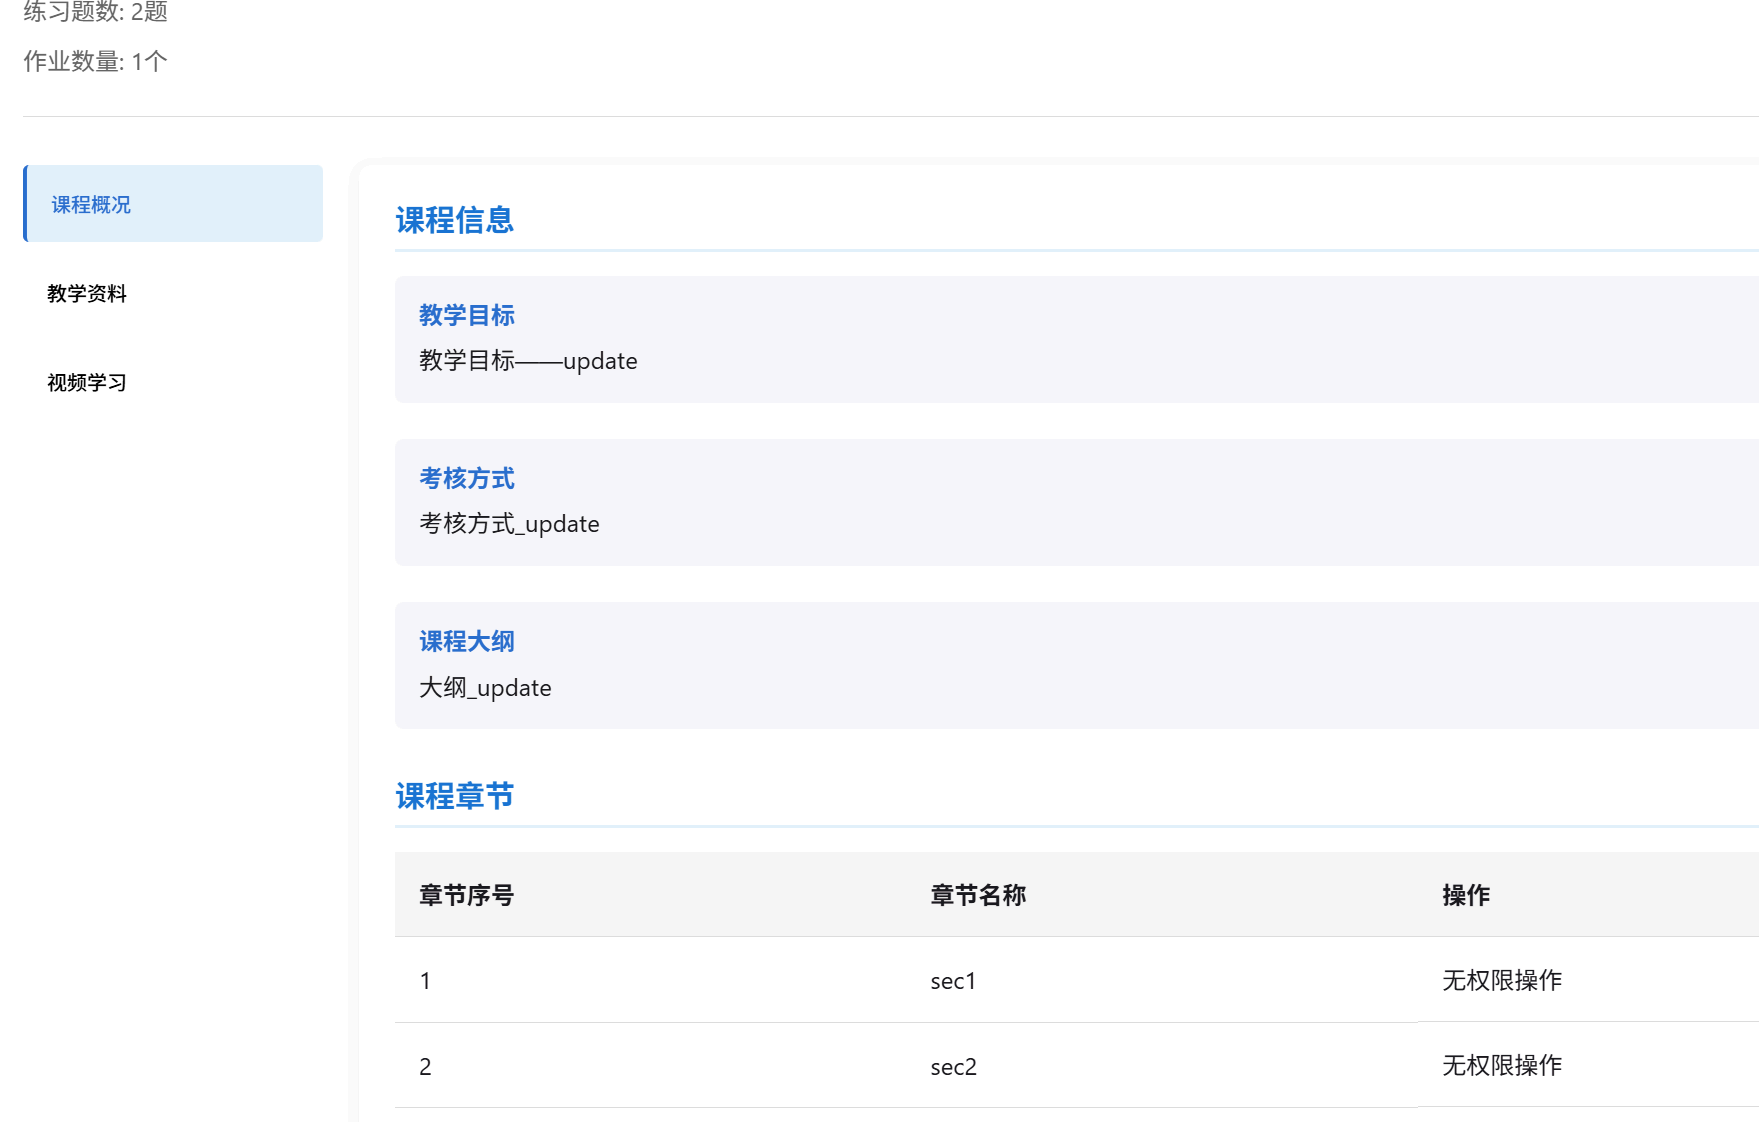 练习题数: 2题
作业数量: 1个
课程概况
教学资料
视频学习
课程信息
教学目标
教学目标——update
考核方式
考核方式_update
课程大纲
大纲_update
课程章节
章节序号 章节名称 操作
1 sec1 无权限操作
2 sec2 无权限操作